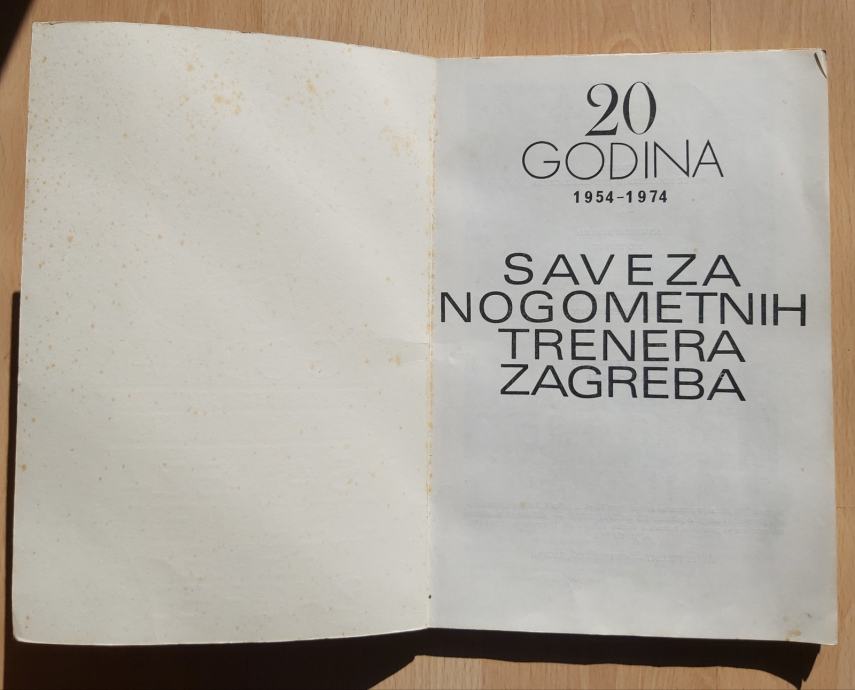 20
GODINA
1954-1974
SAVEZA
NOGOMETNIH
TRENERA
ZAGREBA